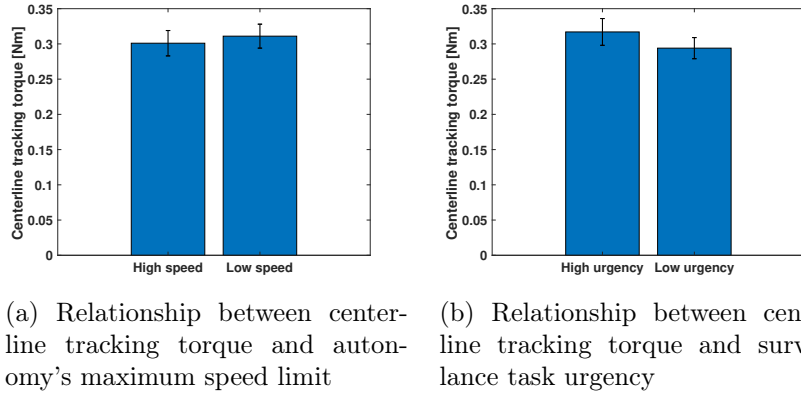 Centerline tracking torque [Nm]
0.35
0.3
0.25
0.2
0.15
0.1
0.05
0
High speed Low speed
(a) Relationship between center-
line tracking torque and auton-
omy's maximum speed limit
Centerline tracking torque [Nm]
0.35
0.3
0.25
0.2
0.15
0.1
0.05
0
High urgency Low urgency
(b) Relationship between cen
line tracking torque and surv
lance task urgency